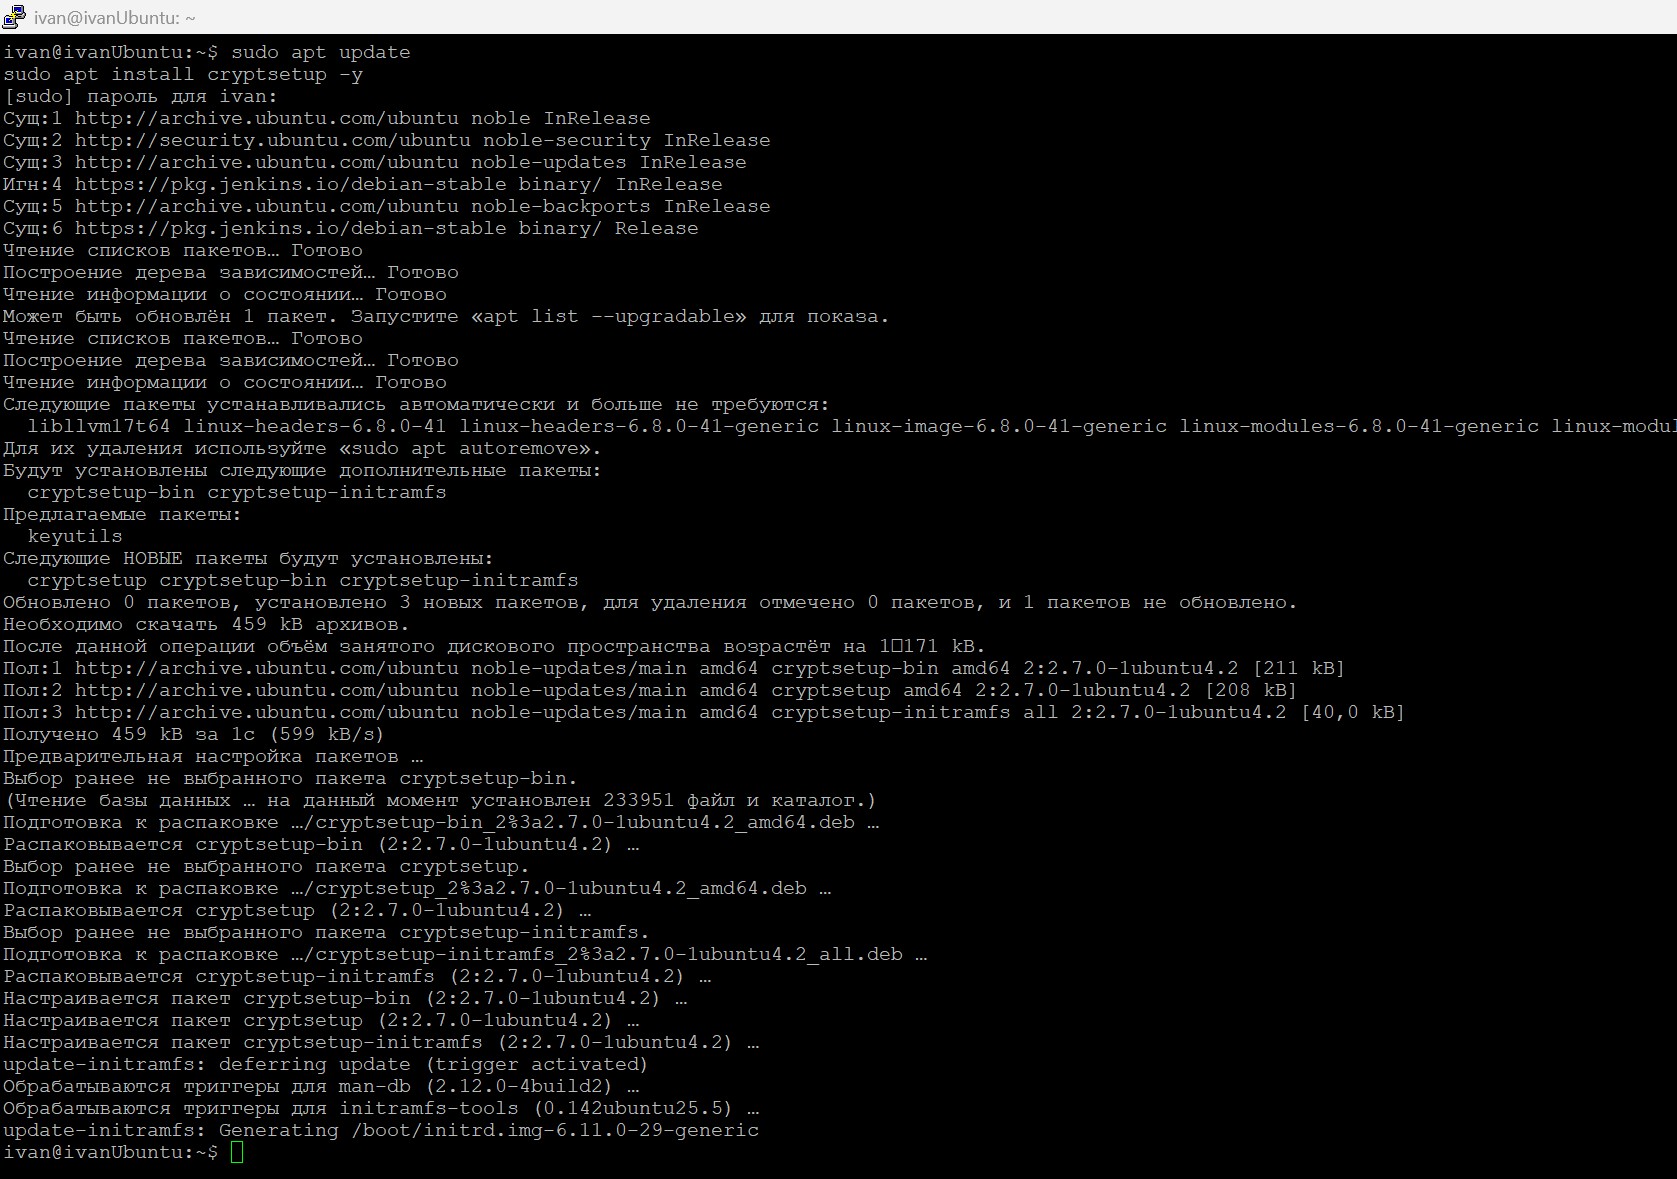 ivan@ivanUbuntu: ~
ivan@ivanUbuntu:~$ sudo apt update
sudo apt install cryptsetup -y
[sudo] пароль для ivan:
Сущ:1 http://archive.ubuntu.com/ubuntu noble InRelease
Сущ:2 http://security.ubuntu.com/ubuntu noble-security InRelease
Сущ:3 http://archive.ubuntu.com/ubuntu noble-updates InRelease
Игн:4 https://pkg.jenkins.io/debian-stable binary/ InRelease
Сущ:5 http://archive.ubuntu.com/ubuntu noble-backports InRelease
Сущ:6 https://pkg.jenkins.io/debian-stable binary/ Release
Чтение списков пакетов… Готово
Построение дерева зависимостей… Готово
Чтение информации о состоянии… Готово
Может быть обновлён 1 пакет. Запустите «apt list --upgradable» для показа.
Чтение списков пакетов… Готово
Построение дерева зависимостей… Готово
Чтение информации о состоянии… Готово
Следующие пакеты устанавливались автоматически и больше не требуются:
  libllvm17t64 linux-headers-6.8.0-41 linux-headers-6.8.0-41-generic linux-image-6.8.0-41-generic linux-modules-6.8.0-41-generic
Для их удаления используйте «sudo apt autoremove».
Будут установлены следующие дополнительные пакеты:
  cryptsetup-bin cryptsetup-initramfs
Предлагаемые пакеты:
  keyutils
Следующие НОВЫЕ пакеты будут установлены:
  cryptsetup cryptsetup-bin cryptsetup-initramfs
Обновлено 0 пакетов, установлено 3 новых пакетов, для удаления отмечено 0 пакетов, и 1 пакетов не обновлено.
Необходимо скачать 459 kB архивов.
После данной операции объём занятого дискового пространства возрастёт на 1□171 kB.
Пол:1 http://archive.ubuntu.com/ubuntu noble-updates/main amd64 cryptsetup-bin amd64 2:2.7.0-1ubuntu4.2 [211 kB]
Пол:2 http://archive.ubuntu.com/ubuntu noble-updates/main amd64 cryptsetup amd64 2:2.7.0-1ubuntu4.2 [208 kB]
Пол:3 http://archive.ubuntu.com/ubuntu noble-updates/main amd64 cryptsetup-initramfs all 2:2.7.0-1ubuntu4.2 [40,0 kB]
Получено 459 kB за 1с (599 kB/s)
Предварительная настройка пакетов …
Выбор ранее не выбранного пакета cryptsetup-bin.
(Чтение базы данных … на данный момент установлен 233951 файл и каталог.)
Подготовка к распаковке …/cryptsetup-bin_2%3a2.7.0-1ubuntu4.2_amd64.deb …
Распаковывается cryptsetup-bin (2:2.7.0-1ubuntu4.2) …
Выбор ранее не выбранного пакета cryptsetup.
Подготовка к распаковке …/cryptsetup_2%3a2.7.0-1ubuntu4.2_amd64.deb …
Распаковывается cryptsetup (2:2.7.0-1ubuntu4.2) …
Выбор ранее не выбранного пакета cryptsetup-initramfs.
Подготовка к распаковке …/cryptsetup-initramfs_2%3a2.7.0-1ubuntu4.2_all.deb …
Распаковывается cryptsetup-initramfs (2:2.7.0-1ubuntu4.2) …
Настраивается пакет cryptsetup-bin (2:2.7.0-1ubuntu4.2) …
Настраивается пакет cryptsetup (2:2.7.0-1ubuntu4.2) …
Настраивается пакет cryptsetup-initramfs (2:2.7.0-1ubuntu4.2) …
update-initramfs: deferring update (trigger activated)
Обрабатываются триггеры для man-db (2.12.0-4build2) …
Обрабатываются триггеры для initramfs-tools (0.142ubuntu25.5) …
update-initramfs: Generating /boot/initrd.img-6.11.0-29-generic
ivan@ivanUbuntu:~$